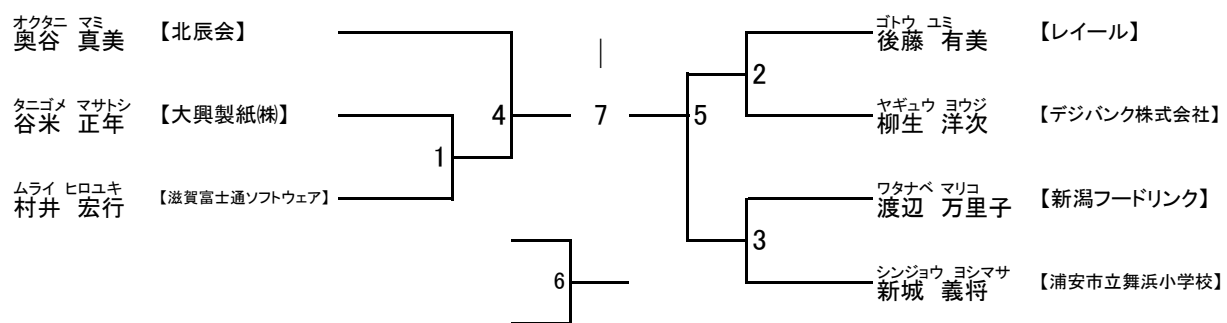 オクタニ マミ
奥谷 真美 【北辰会】
4
タニゴメ マサトシ
谷米 正年 【大興製紙㈱】
1
ムライ ヒロユキ
村井 宏行 【滋賀富士通ソフトウェア】
7
6
ゴトウ ユミ
後藤 有美 【レイール】
2
ヤギュウ ヨウジ
柳生 洋次 【デジバンク株式会社】
5
ワタナベ マリコ
渡辺 万里子 【新潟フードリンク】
3
シンジョウ ヨシマサ
新城 義将 【浦安市立舞浜小学校】